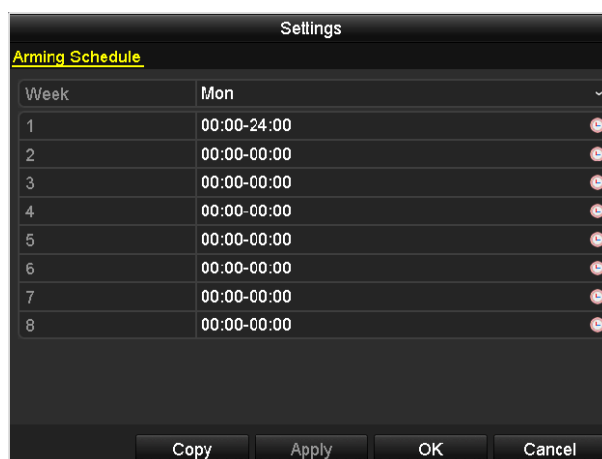 Settings
Arming Schedule
Week Mon
1 00:00-24:00
2 00:00-00:00
3 00:00-00:00
4 00:00-00:00
5 00:00-00:00
6 00:00-00:00
7 00:00-00:00
8 00:00-00:00
Copy Apply OK Cancel